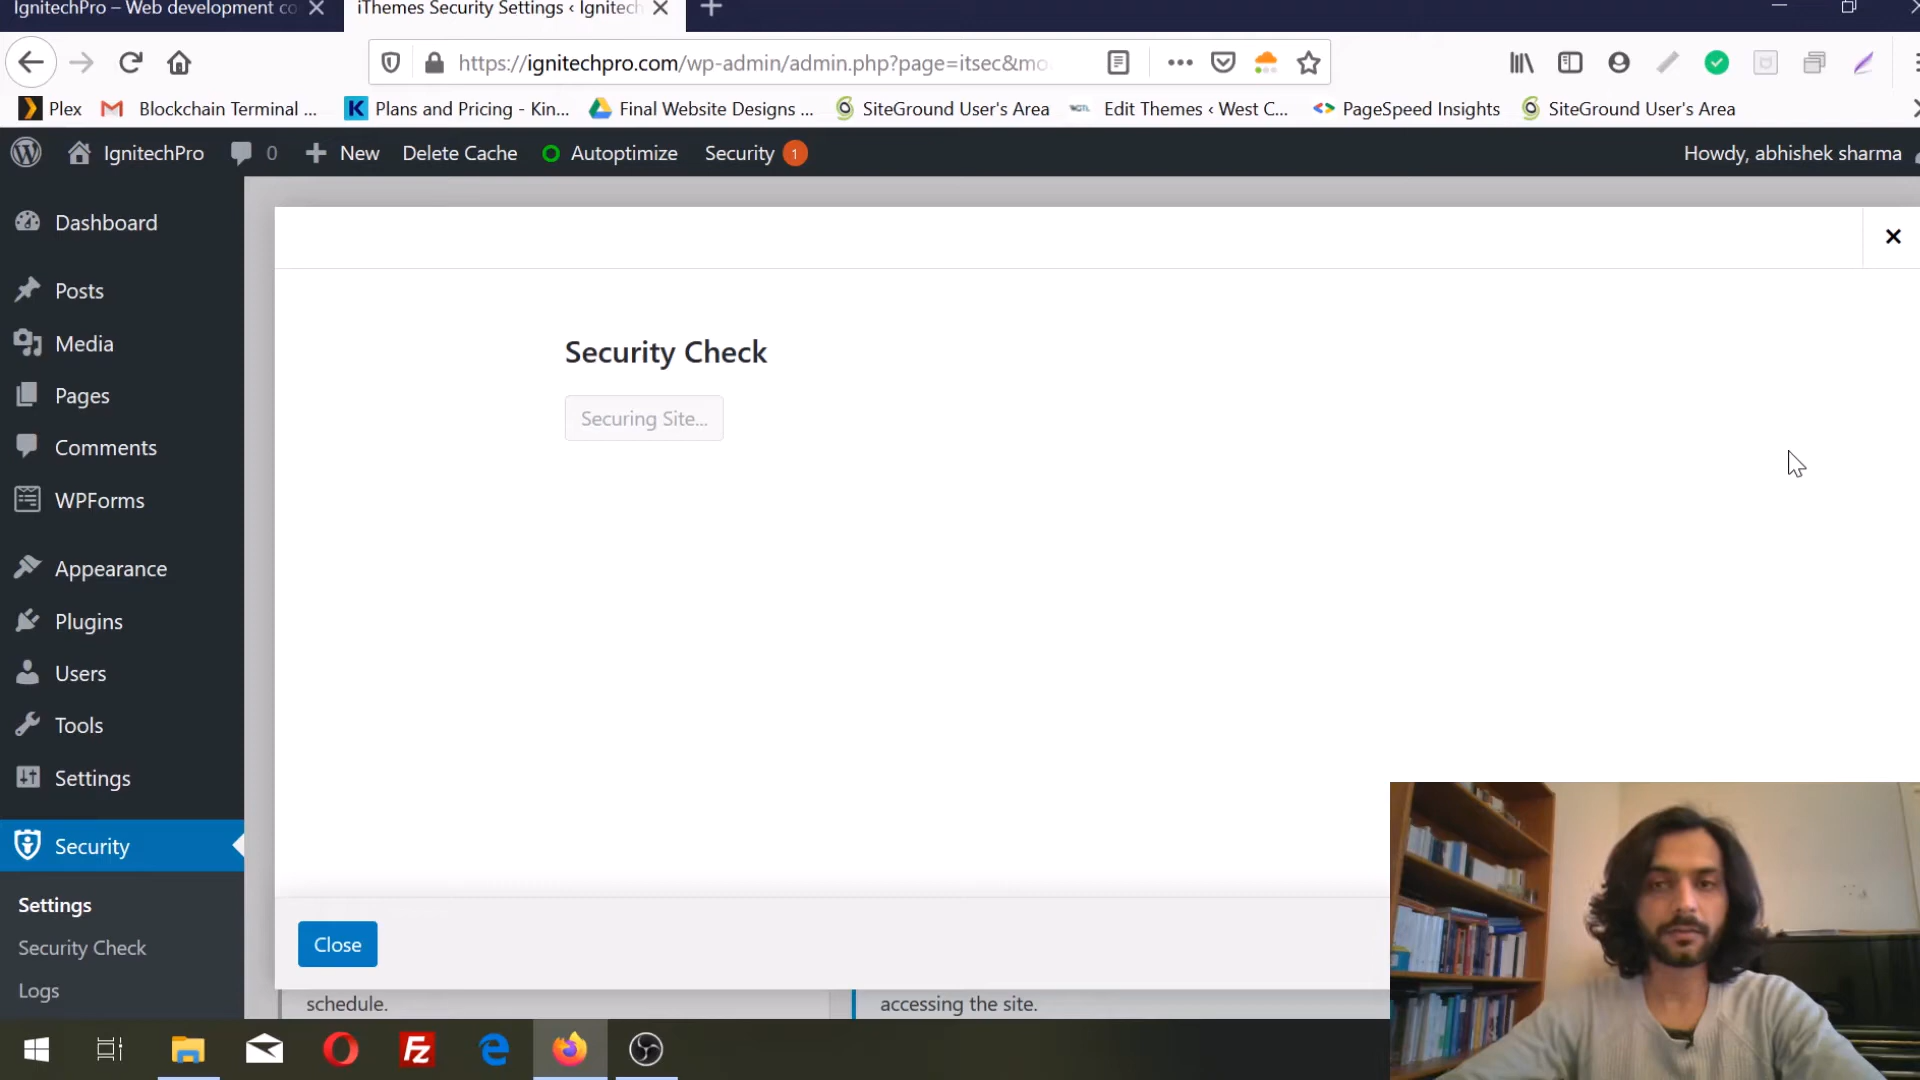 IgnitechPro – Web development co
iThemes Security Settings ‹ Ignitech
https://ignitechpro.com/wp-admin/admin.php?page=itsec&mo
Plex
Blockchain Terminal ...
K Plans and Pricing - Kin...
Final Website Designs ...
SiteGround User's Area
Edit Themes ‹ West C...
PageSpeed Insights
SiteGround User's Area
IgnitechPro
0
New
Delete Cache
Autoptimize
Security 1
Howdy, abhishek sharma
Dashboard
Posts
Media
Pages
Comments
WPForms
Appearance
Plugins
Users
Tools
Settings
Security
Settings
Security Check
Logs
Security Check
Securing Site...
Close
schedule.
accessing the site.